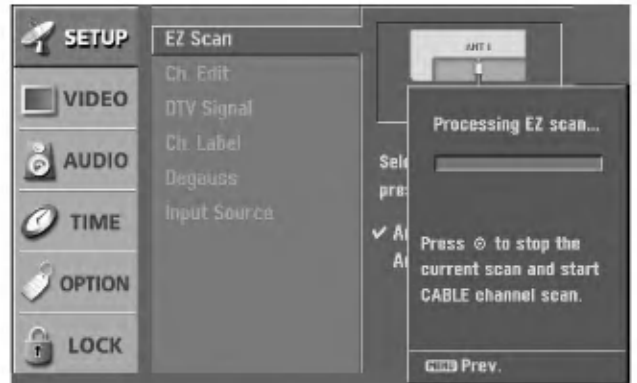 SETUP
VIDEO
AUDIO
TIME
OPTION
LOCK
EZ Scan
Ch. Edit
DTV Signal
Ch. Label
Degauss
Input Source
Processing EZ scan...
Press ⊙ to stop the
current scan and start
CABLE channel scan.
MENU Prev.